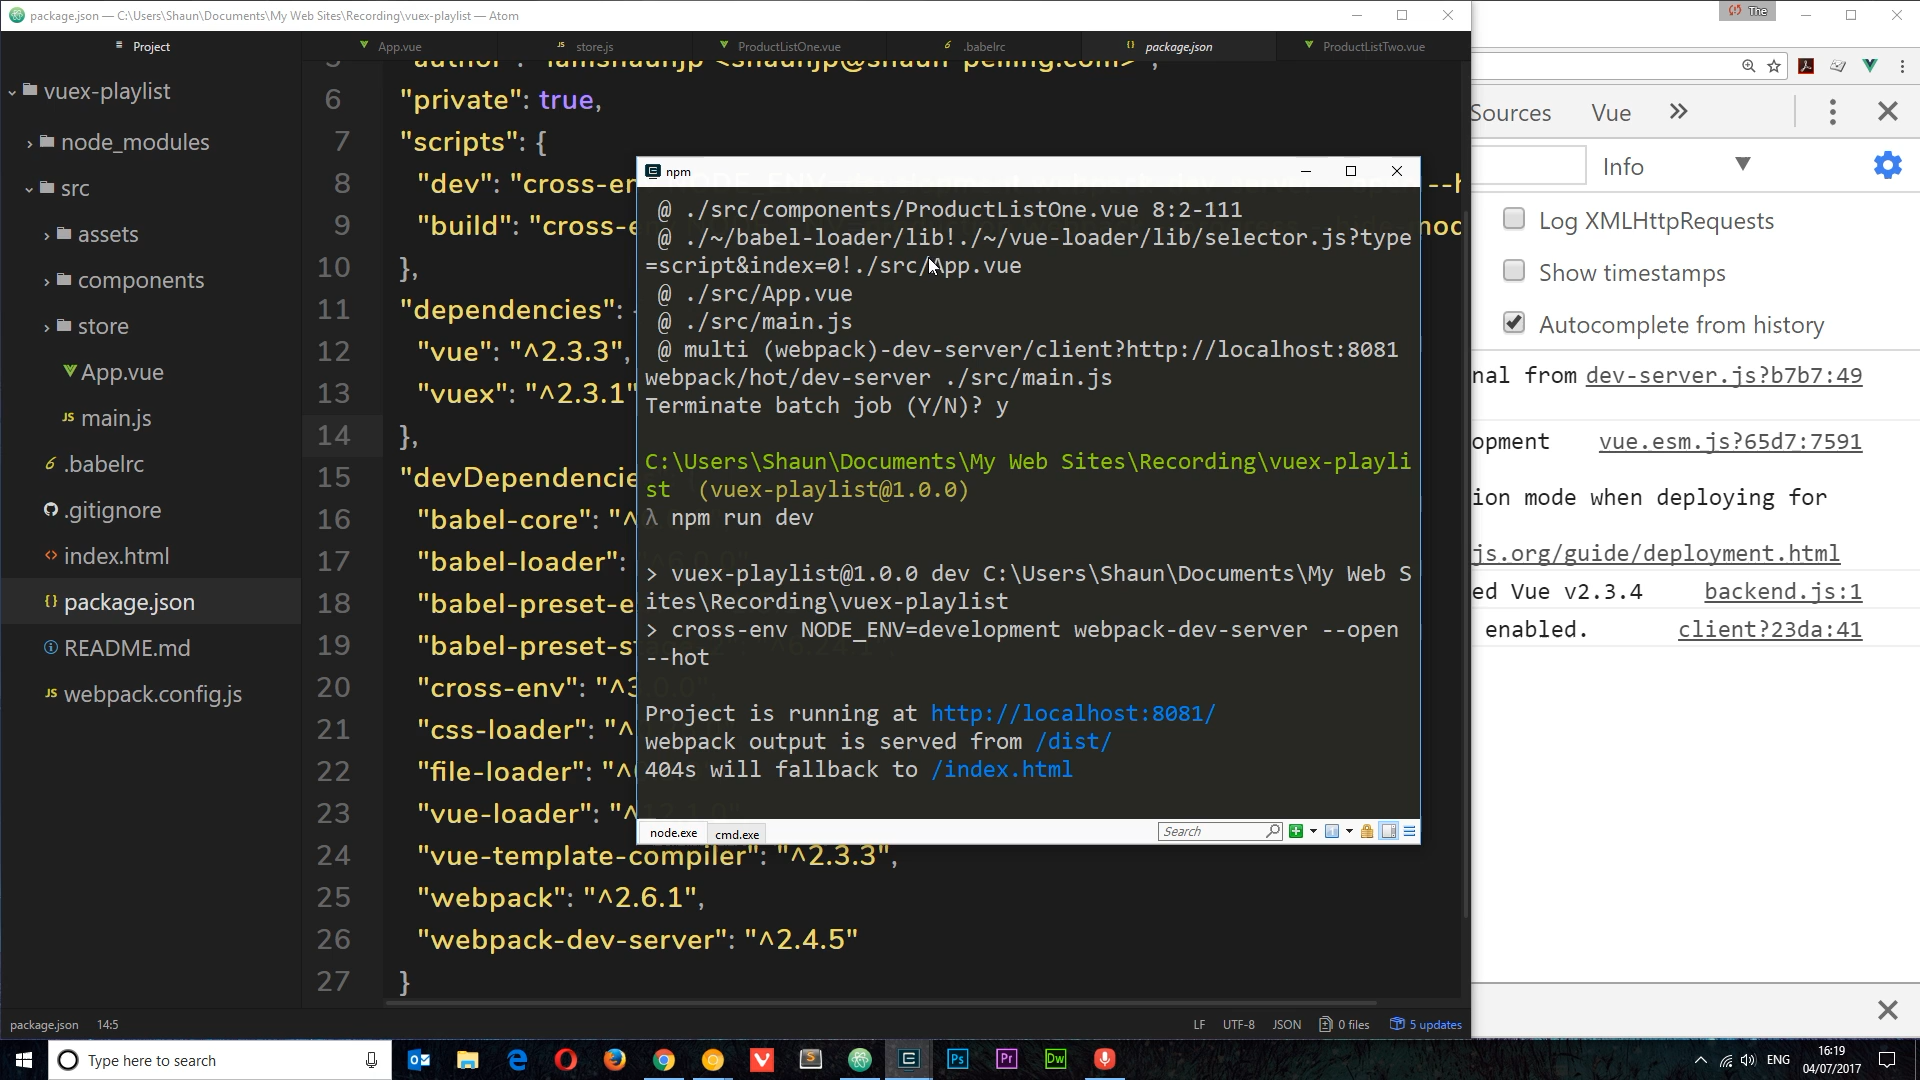 package.json — C:\Users\Shaun\Documents\My Web Sites\Recording\vuex-playlist — Atom
The
Project
App.vue
store.js
ProductListOne.vue
.babelrc
package.json
ProductListTwo.vue
vuex-playlist
node_modules
src
assets
components
store
App.vue
main.js
.babelrc
.gitignore
index.html
package.json
README.md
webpack.config.js
6 "private": true,
7 "scripts": {
8 "dev": "cross-en
9 "build": "cross-e
10 },
11 "dependencies":
12 "vue": "^2.3.3",
13 "vuex": "^2.3.1"
14 },
15 "devDependencie
16 "babel-core": "^
17 "babel-loader":
18 "babel-preset-e
19 "babel-preset-s
20 "cross-env": "^3
21 "css-loader": "^
22 "file-loader": "^
23 "vue-loader": "^
24 "vue-template-compiler": "^2.3.3",
25 "webpack": "^2.6.1",
26 "webpack-dev-server": "^2.4.5"
27 }
npm
@ ./src/components/ProductListOne.vue 8:2-111
@ ./~/babel-loader/lib!./~/vue-loader/lib/selector.js?type
=script&index=0!./src/App.vue
@ ./src/App.vue
@ ./src/main.js
@ multi (webpack)-dev-server/client?http://localhost:8081
webpack/hot/dev-server ./src/main.js
Terminate batch job (Y/N)? y
C:\Users\Shaun\Documents\My Web Sites\Recording\vuex-playli
st (vuex-playlist@1.0.0)
λ npm run dev
> vuex-playlist@1.0.0 dev C:\Users\Shaun\Documents\My Web S
ites\Recording\vuex-playlist
> cross-env NODE_ENV=development webpack-dev-server --open
--hot
Project is running at http://localhost:8081/
webpack output is served from /dist/
404s will fallback to /index.html
node.exe
cmd.exe
Search
Sources
Vue
Info
Log XMLHttpRequests
Show timestamps
Autocomplete from history
nal from dev-server.js?b7b7:49
opment vue.esm.js?65d7:7591
ion mode when deploying for
js.org/guide/deployment.html
ed Vue v2.3.4 backend.js:1
enabled. client?23da:41
package.json 14:5
LF UTF-8 JSON 0 files 5 updates
Type here to search
Ps
Pr
Dw
ENG
16:19
04/07/2017